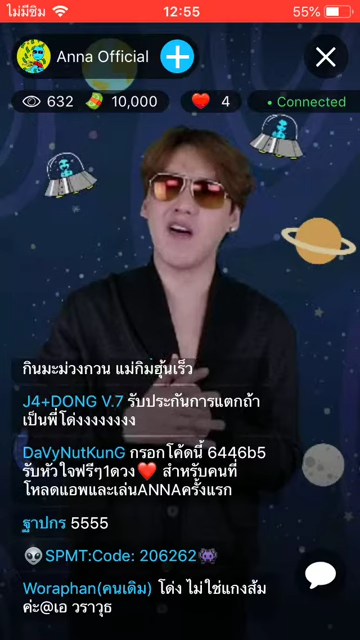 ไม่มีซิม 12:55 55%
Anna Official
632 10,000 4 • Connected
กินมะม่วงกวน แม่กิมฮุ้นเร็ว
J4+DONG V.7 รับประกันการแตกถ้า
เป็นพี่โด่งงงงงงงง
DaVyNutKunG กรอกโค้ดนี้ 6446b5
รับหัวใจฟรีๆ1ดวง❤️ สำหรับคนที่
โหลดแอพและเล่นANNAครั้งแรก
ฐาปกร 5555
👽SPMT:Code: 206262👾
Woraphan(คนเดิม) โด่ง ไม่ใช่แกงส้ม
ค่ะ@เอ วราวุธ